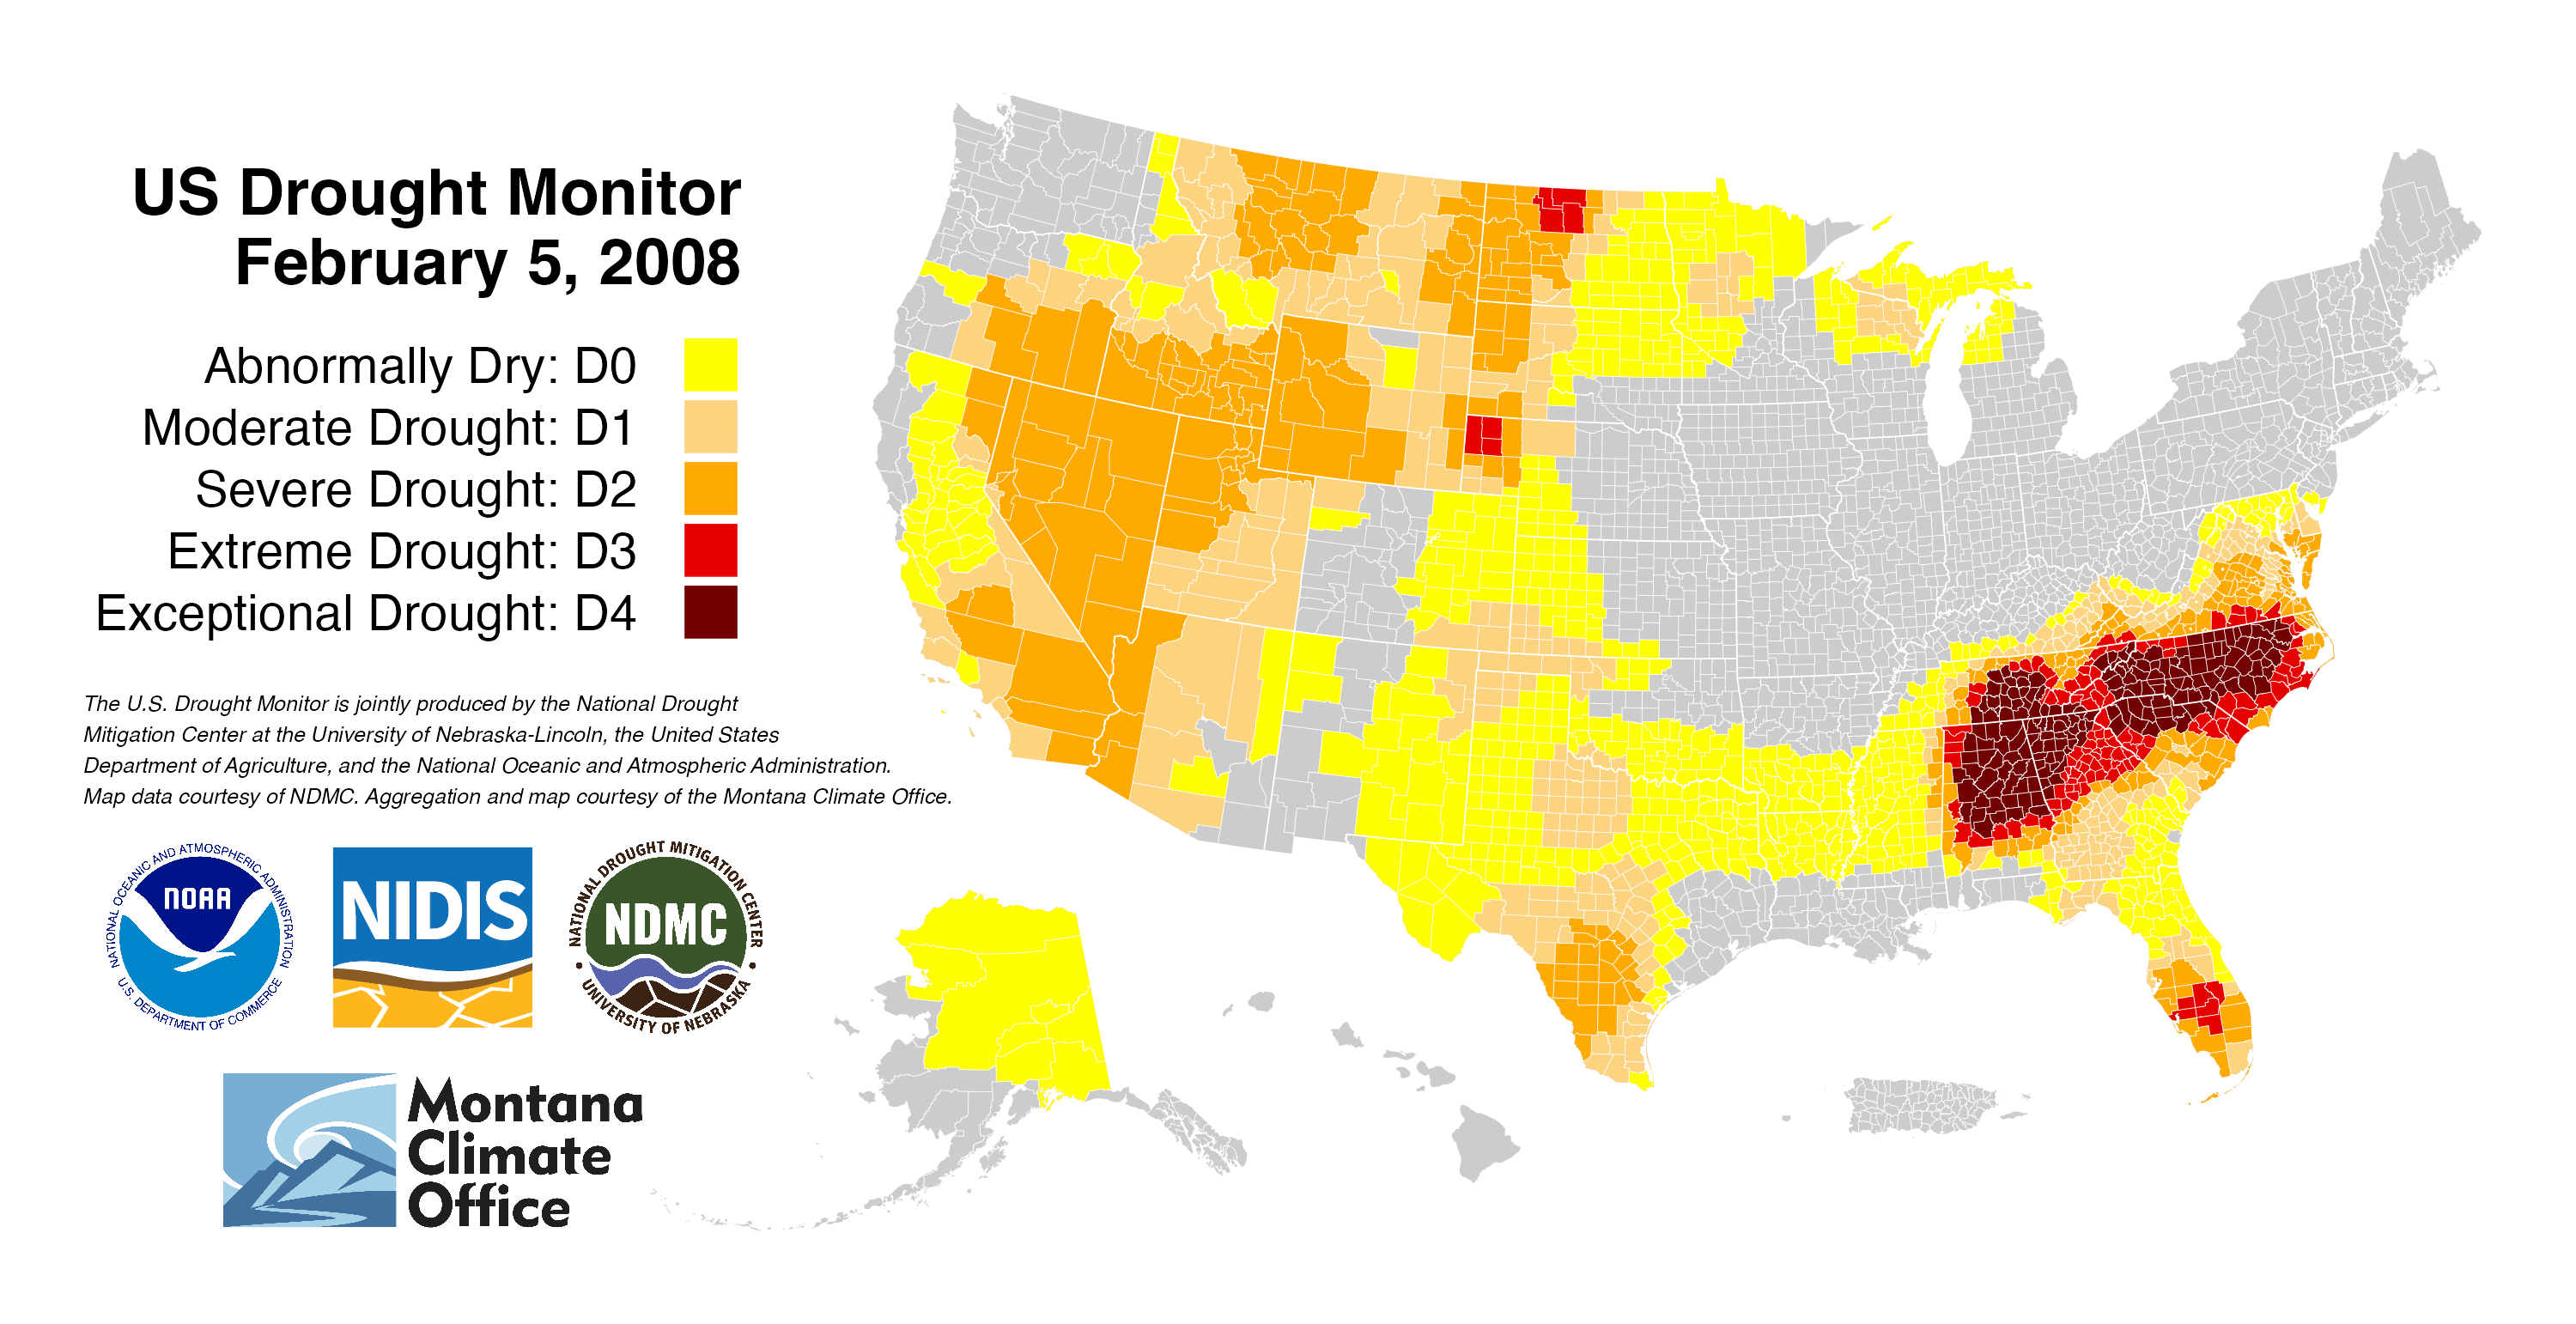 US Drought Monitor
February 5, 2008
Abnormally Dry: D0
Moderate Drought: D1
Severe Drought: D2
Extreme Drought: D3
Exceptional Drought: D4
The U.S. Drought Monitor is jointly produced by the National Drought
Mitigation Center at the University of Nebraska-Lincoln, the United States
Department of Agriculture, and the National Oceanic and Atmospheric Administration.
Map data courtesy of NDMC. Aggregation and map courtesy of the Montana Climate Office.
NATIONAL OCEANIC AND ATMOSPHERIC ADMINISTRATION
NOAA
U.S. DEPARTMENT OF COMMERCE
NIDIS
NATIONAL DROUGHT MITIGATION CENTER
NDMC
UNIVERSITY OF NEBRASKA
Montana
Climate
Office